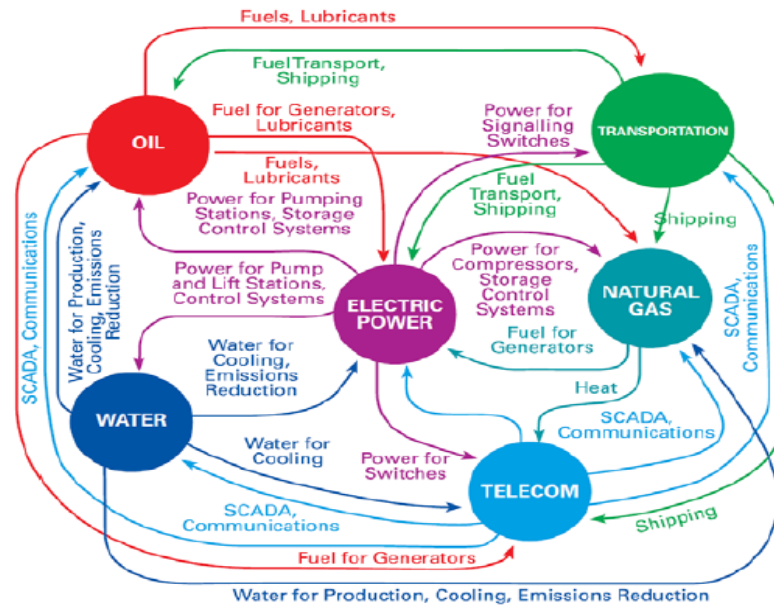 Fuels, Lubricants
Fuel Transport,
Shipping
Fuel for Generators,
Lubricants
Power for
Signalling
Switches
TRANSPORTATION
OIL
Fuels,
Lubricants
Fuel
Transport,
Shipping
Shipping
Power for Pumping
Stations, Storage
Control Systems
Power for Pump
and Lift Stations,
Control Systems
ELECTRIC
POWER
Power for
Compressors,
Storage
Control
Systems
NATURAL
GAS
SCADA, Communications
Water for Production,
Cooling, Emissions
Reduction
SCADA,
Communications
Water for
Cooling,
Emissions
Reduction
Fuel for
Generators
Heat
WATER
Water for
Cooling
Power for
Switches
SCADA,
Communications
TELECOM
SCADA,
Communications
Shipping
Fuel for Generators
Water for Production, Cooling, Emissions Reduction